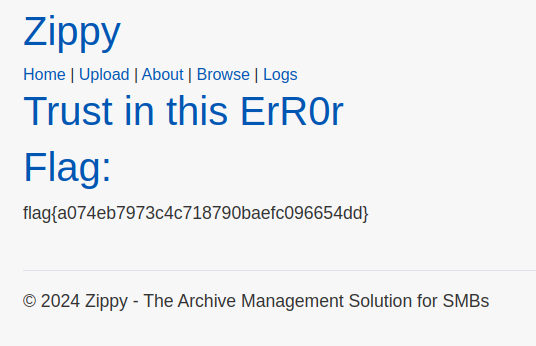 Zippy
Home | Upload | About | Browse | Logs
Trust in this ErR0r
Flag:
flag{a074eb7973c4c718790baefc096654dd}
© 2024 Zippy - The Archive Management Solution for SMBs